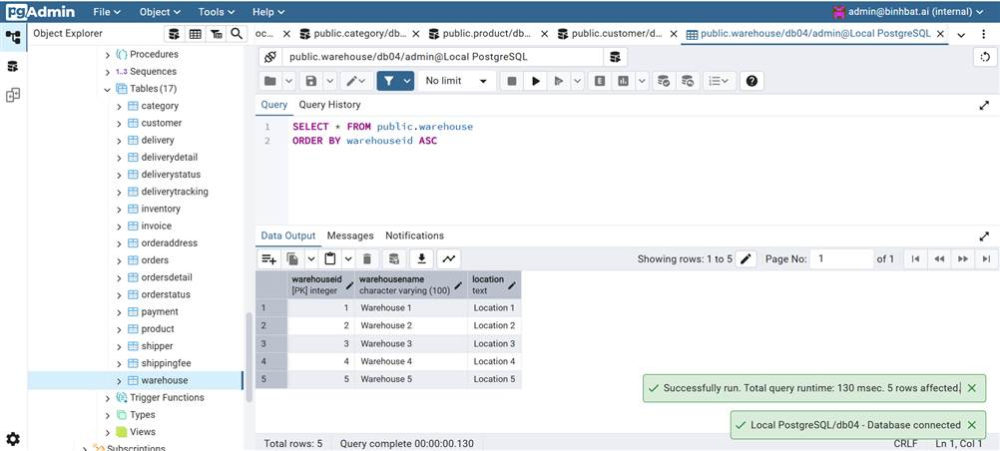 pgAdmin File Object Tools Help admin@binhbat.ai (internal)
Object Explorer oc... public.category/db... public.product/db... public.customer/d... public.warehouse/db04/admin@Local PostgreSQL
public.warehouse/db04/admin@Local PostgreSQL
No limit E
Query Query History
1 SELECT * FROM public.warehouse
2 ORDER BY warehouseid ASC
Procedures
1..3 Sequences
Tables (17)
category
customer
delivery
deliverydetail
deliverystatus
deliverytracking
inventory
invoice
orderaddress
orders
ordersdetail
orderstatus
payment
product
shipper
shippingfee
warehouse
Trigger Functions
Types
Views
Subscriptions
Data Output Messages Notifications
Showing rows: 1 to 5 Page No: 1 of 1
warehouseid warehousename location
[PK] integer character varying (100) text
1 1 Warehouse 1 Location 1
2 2 Warehouse 2 Location 2
3 3 Warehouse 3 Location 3
4 4 Warehouse 4 Location 4
5 5 Warehouse 5 Location 5
Successfully run. Total query runtime: 130 msec. 5 rows affected.
Local PostgreSQL/db04 - Database connected
Total rows: 5 Query complete 00:00:00.130 CRLF Ln 1, Col 1